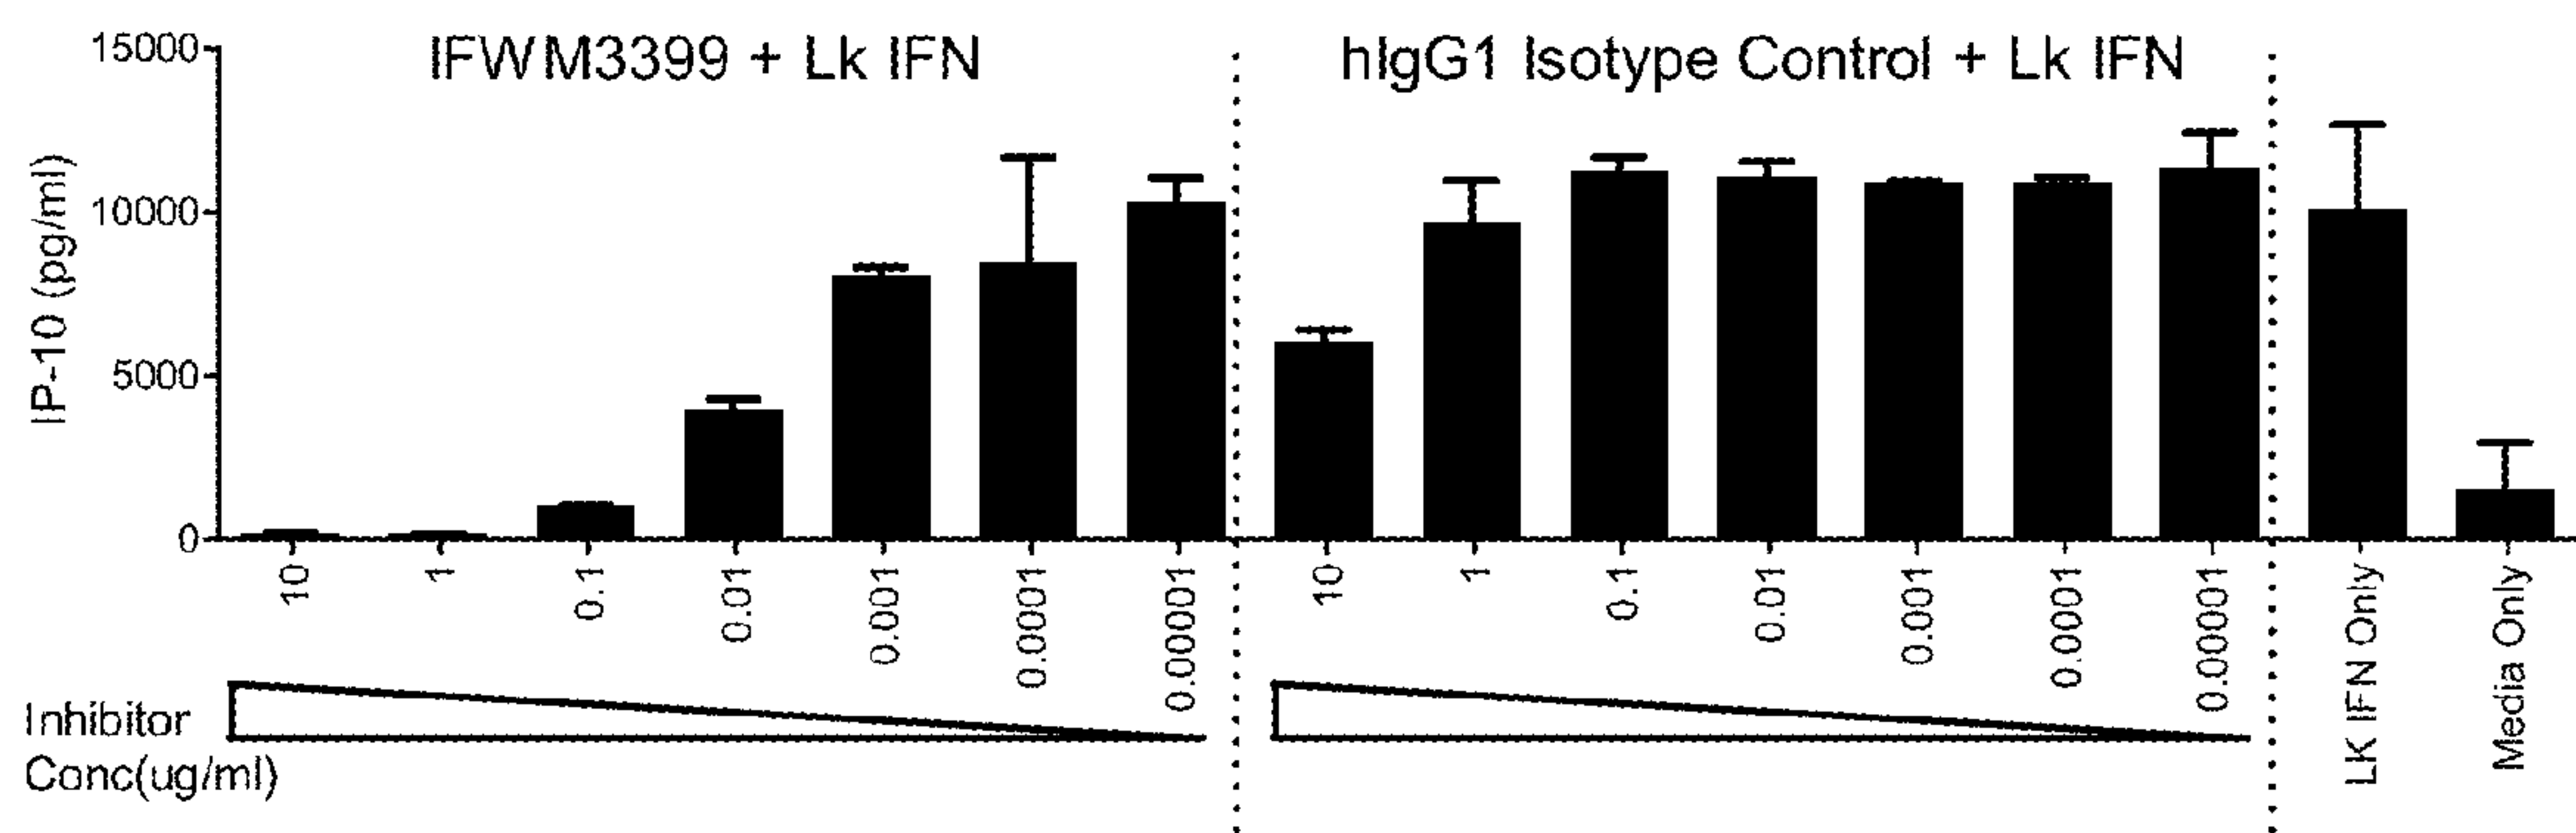 IFWM3399 + Lk IFN
hIgG1 Isotype Control + Lk IFN
IP-10 (pg/ml)
15000
10000
5000
0
10
1
0.1
0.01
0.001
0.0001
0.00001
10
1
0.1
0.01
0.001
0.0001
0.00001
LK IFN Only
Media Only
Inhibitor
Conc(ug/ml)